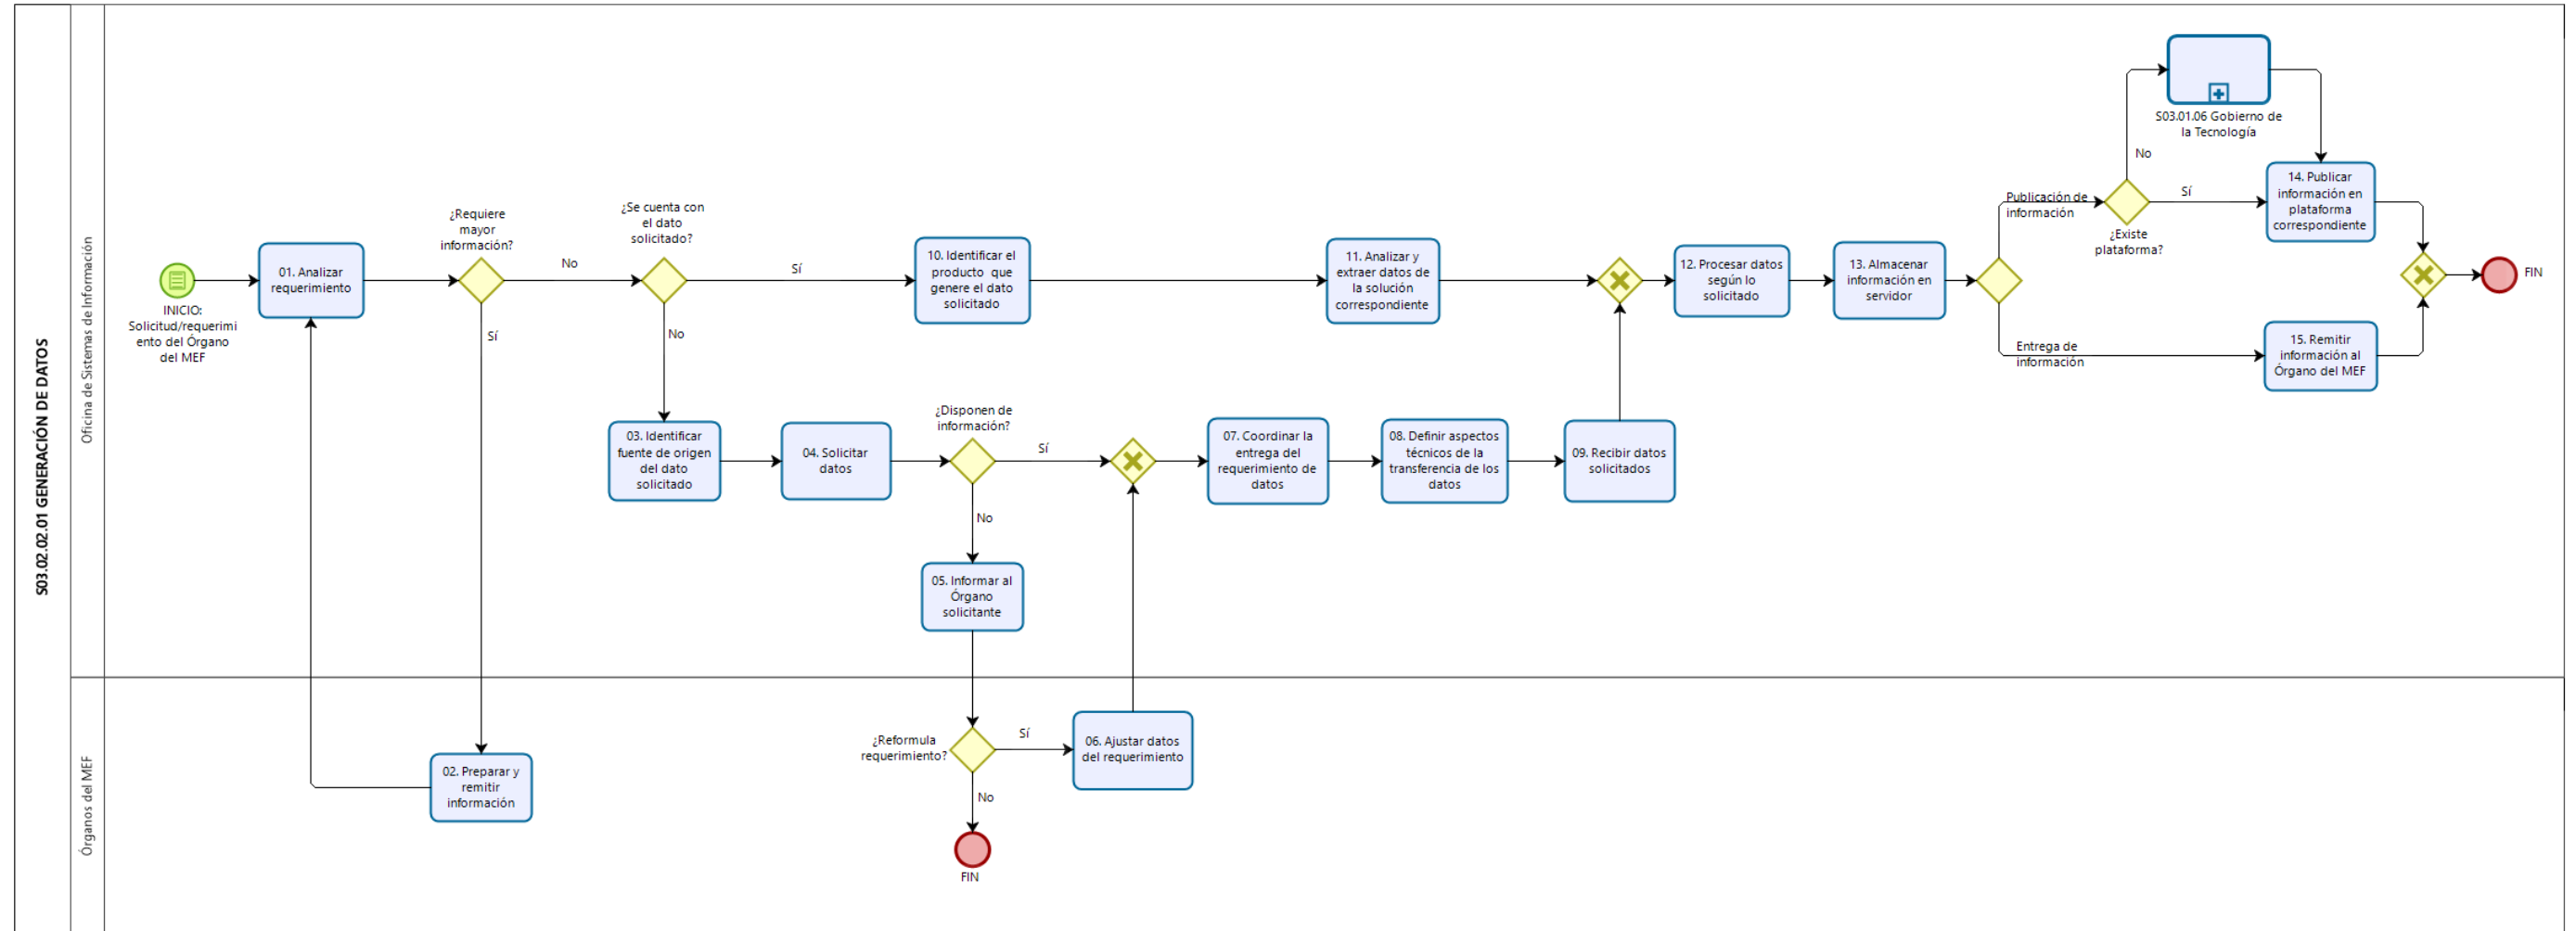 S03.02.02.01 GENERACIÓN DE DATOS
Oficina de Sistemas de Información
Órganos del MEF
INICIO:
Solicitud/requerimi
ento del Órgano
del MEF
01. Analizar
requerimiento
¿Requiere
mayor
información?
No
Sí
¿Se cuenta con
el dato
solicitado?
Sí
No
10. Identificar el
producto que
genere el dato
solicitado
11. Analizar y
extraer datos de
la solución
correspondiente
12. Procesar datos
según lo
solicitado
13. Almacenar
información en
servidor
Publicación de
información
Entrega de
información
¿Existe
plataforma?
No
Sí
S03.01.06 Gobierno de
la Tecnología
14. Publicar
información en
plataforma
correspondiente
15. Remitir
información al
Órgano del MEF
FIN
03. Identificar
fuente de origen
del dato
solicitado
04. Solicitar
datos
¿Disponen de
información?
Sí
No
07. Coordinar la
entrega del
requerimiento de
datos
08. Definir aspectos
técnicos de la
transferencia de los
datos
09. Recibir datos
solicitados
05. Informar al
Órgano
solicitante
02. Preparar y
remitir
información
¿Reformula
requerimiento?
Sí
No
06. Ajustar datos
del requerimiento
FIN